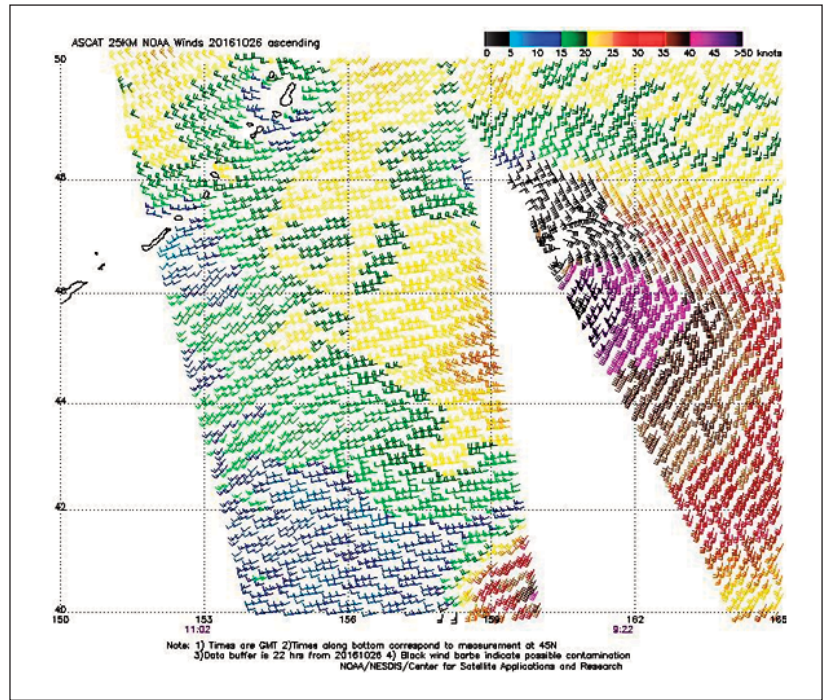 ASCAT 25KM NOAA Winds 20161026 ascending
0 5 10 15 20 25 30 35 40 45 >50 knots
50
48
46
44
42
40
150 153 156 159 162 165
11:02 9:22
Note: 1) Times are GMT 2)Times along bottom correspond to measurement at 45N
3)Data buffer is 22 hrs from 20161026 4) Black wind barbs indicate possible contamination
NOAA/NESDIS/Center for Satellite Applications and Research